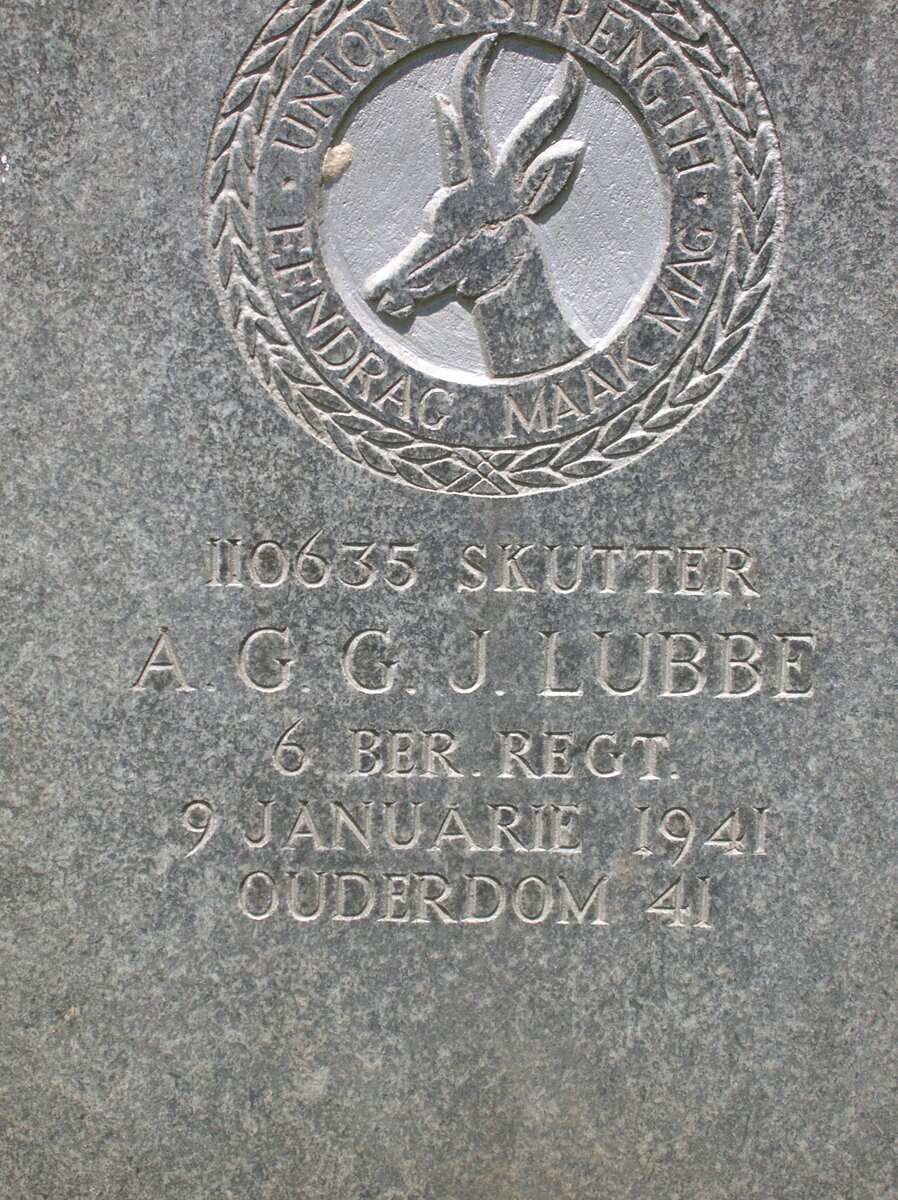 UNION IS STRENGTH · EENDRAG MAAK MAG ·
110635 SKUTTER
A. G. G. J. LUBBE
6 BER. REGT.
9 JANUARIE 1941
OUDERDOM 41